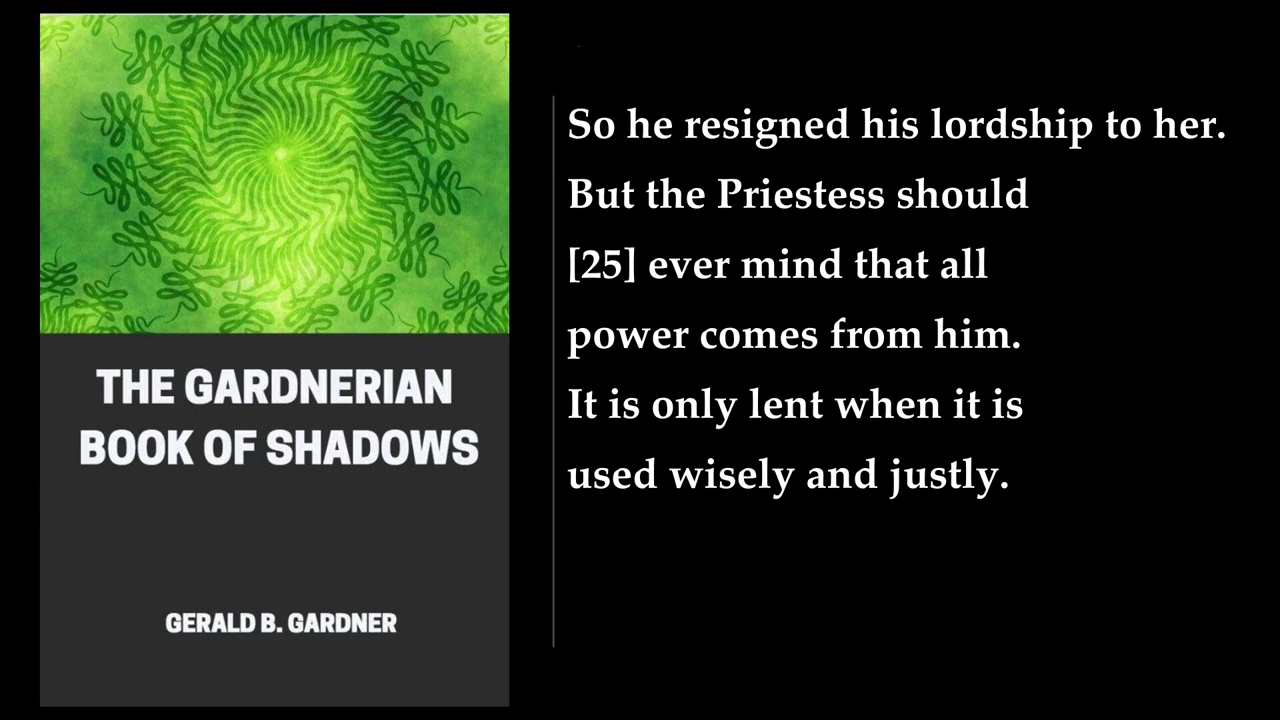 THE GARDNERIAN
BOOK OF SHADOWS
GERALD B. GARDNER
So he resigned his lordship to her.
But the Priestess should
[25] ever mind that all
power comes from him.
It is only lent when it is
used wisely and justly.